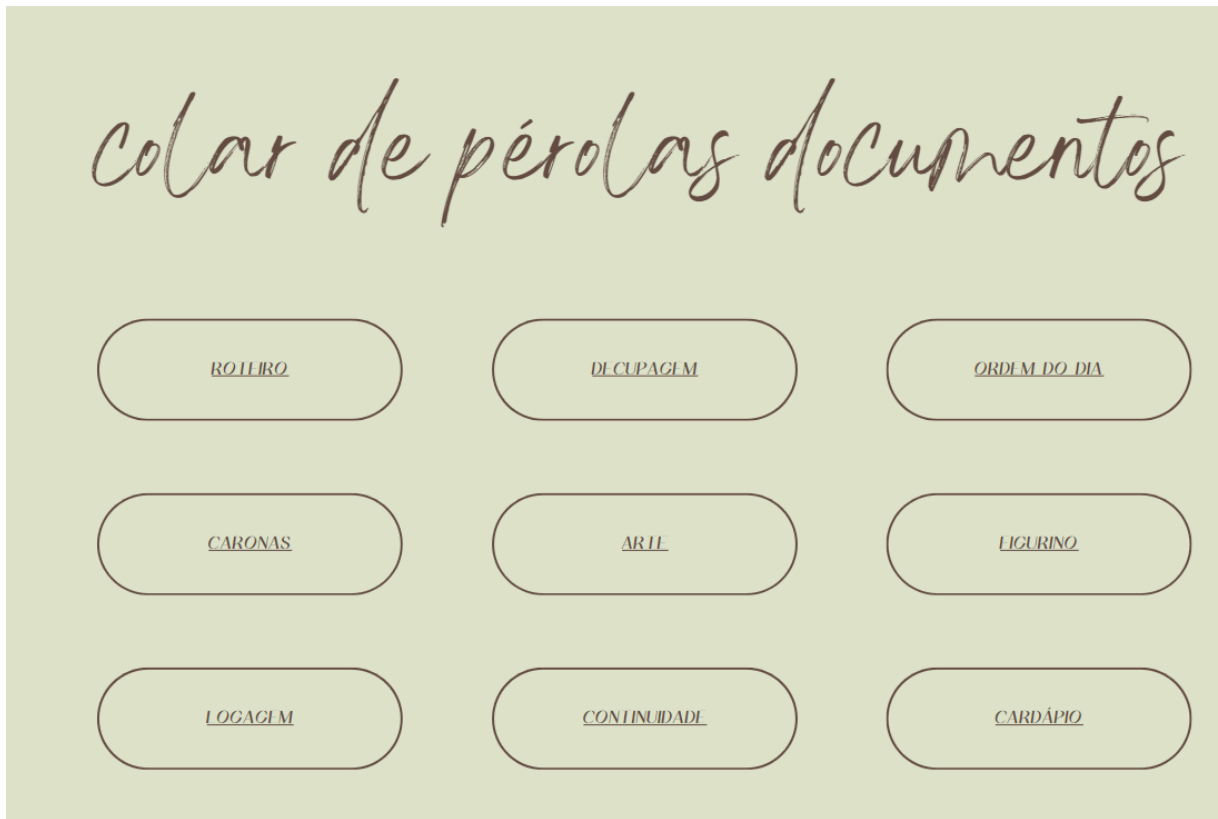 colar de pérolas documentos
ROTEIRO DECUPAGEM ORDEM DO DIA
CARONAS ARTE FIGURINO
LOGAGEM CONTINUIDADE CARDÁPIO